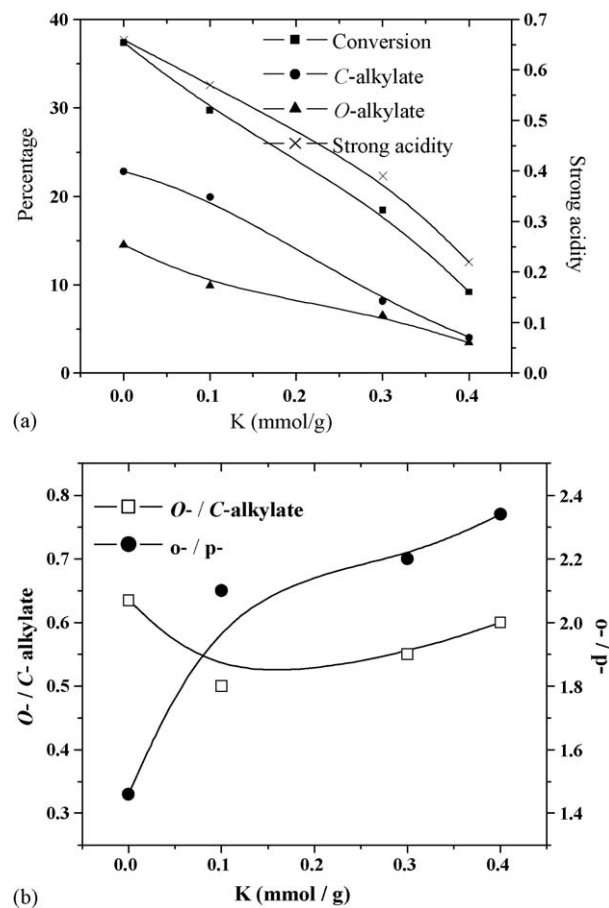 40
30
20
10
0
Percentage
0.7
0.6
0.5
0.4
0.3
0.2
0.1
0.0
Strong acidity
Conversion
C-alkylate
O-alkylate
Strong acidity
0.0 0.1 0.2 0.3 0.4
K (mmol/g)
(a)
0.8
0.7
0.6
0.5
0.4
0.3
O- / C- alkylate
2.4
2.2
2.0
1.8
1.6
1.4
o- / p-
O- / C-alkylate
o- / p-
0.0 0.1 0.2 0.3 0.4
K (mmol / g)
(b)